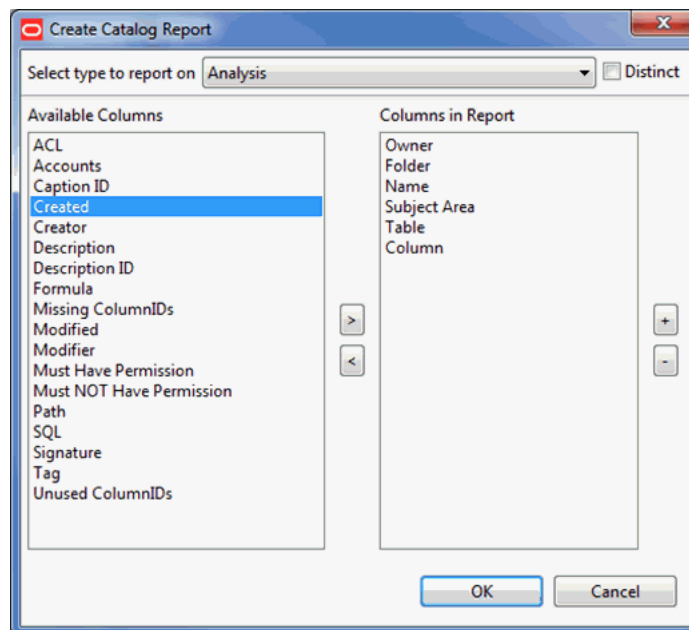 Create Catalog Report
Select type to report on Analysis Distinct
Available Columns
ACL
Accounts
Caption ID
Created
Creator
Description
Description ID
Formula
Missing ColumnIDs
Modified
Modifier
Must Have Permission
Must NOT Have Permission
Path
SQL
Signature
Tag
Unused ColumnIDs
>
<
Columns in Report
Owner
Folder
Name
Subject Area
Table
Column
+
-
OK Cancel